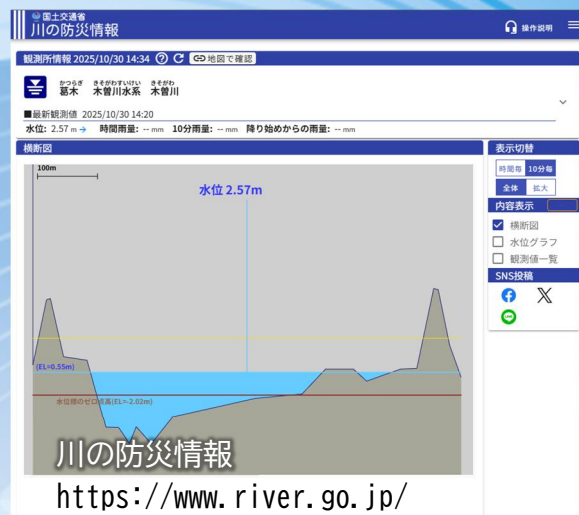 国土交通省
川の防災情報
操作説明
観測所情報 2025/10/30 14:34 地図で確認
かつらぎ きそがわすいけい きそがわ
葛木 木曽川水系 木曽川
■最新観測値 2025/10/30 14:20
水位: 2.57 m → 時間雨量: -- mm 10分雨量: -- mm 降り始めからの雨量: -- mm
横断図
表示切替
100m
時間毎 10分毎
水位 2.57m
全体 拡大
内容表示
横断図
水位グラフ
観測値一覧
SNS投稿
LINE
(EL=0.55m)
水位標のゼロ点高(EL=-2.02m)
川の防災情報
https://www.river.go.jp/